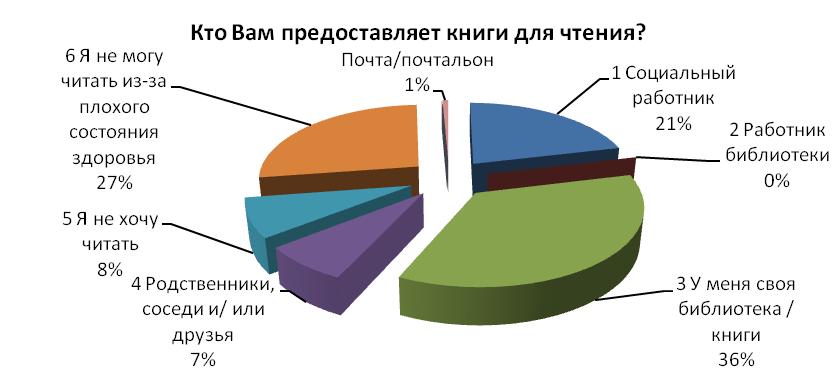 Кто Вам предоставляет книги для чтения?
Почта/почтальон
1%
1 Социальный
работник
21%
2 Работник
библиотеки
0%
3 У меня своя
библиотека /
книги
36%
4 Родственники,
соседи и/ или
друзья
7%
5 Я не хочу
читать
8%
6 Я не могу
читать из-за
плохого
состояния
здоровья
27%